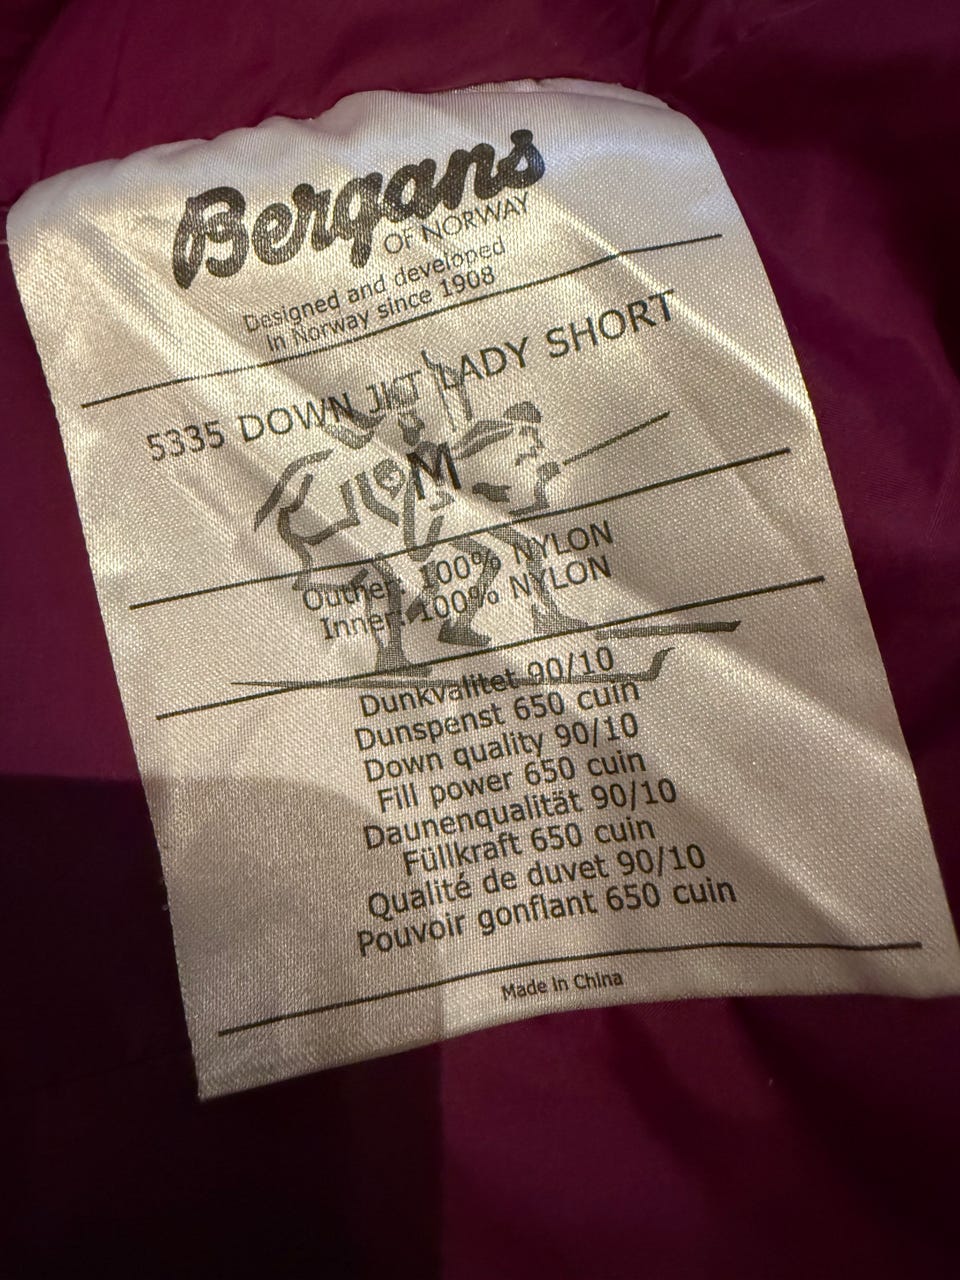 Bergans
OF NORWAY
Designed and developed
in Norway since 1908
5335 DOWN JKT LADY SHORT
M
Outher: 100% NYLON
Inner: 100% NYLON
Dunkvalitet 90/10
Dunspenst 650 cuin
Down quality 90/10
Fill power 650 cuin
Daunenqualität 90/10
Füllkraft 650 cuin
Qualité de duvet 90/10
Pouvoir gonflant 650 cuin
Made in China